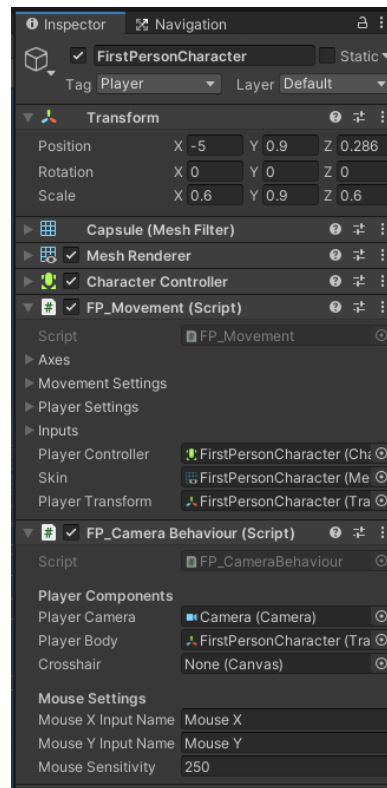 Inspector Navigation
FirstPersonCharacter Static
Tag Player Layer Default
Transform
Position X -5 Y 0.9 Z 0.286
Rotation X 0 Y 0 Z 0
Scale X 0.6 Y 0.9 Z 0.6
Capsule (Mesh Filter)
Mesh Renderer
Character Controller
# FP_Movement (Script)
Script FP_Movement
Axes
Movement Settings
Player Settings
Inputs
Player Controller FirstPersonCharacter (Cha
Skin FirstPersonCharacter (Me
Player Transform FirstPersonCharacter (Tra
# FP_Camera Behaviour (Script)
Script FP_CameraBehaviour
Player Components
Player Camera Camera (Camera)
Player Body FirstPersonCharacter (Tra
Crosshair None (Canvas)
Mouse Settings
Mouse X Input Name Mouse X
Mouse Y Input Name Mouse Y
Mouse Sensitivity 250